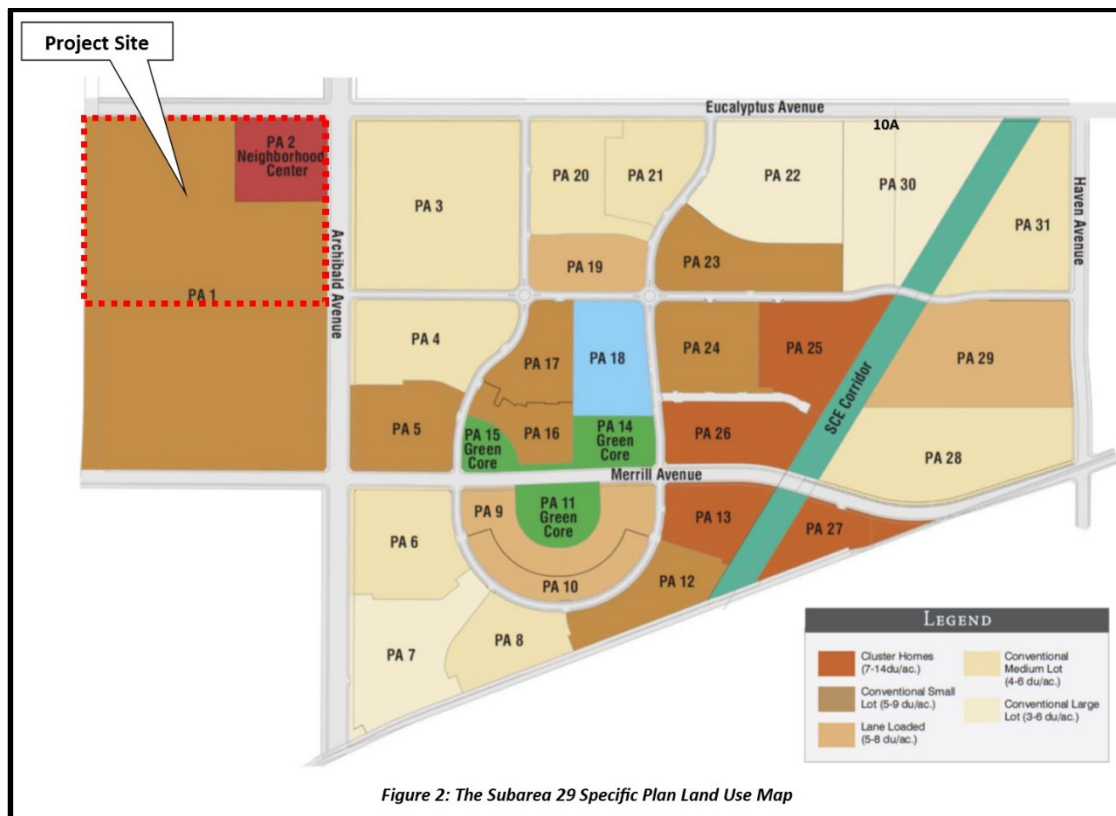 Project Site
Eucalyptus Avenue
10A
PA 2
Neighborhood
Center
PA 20
PA 21
PA 22
PA 30
PA 3
PA 31
Haven Avenue
Archibald Avenue
PA 19
PA 23
PA 1
PA 4
PA 17
PA 18
PA 24
PA 25
PA 29
SCE Corridor
PA 5
PA 15
Green
Core
PA 16
PA 14
Green
Core
PA 26
PA 28
Merrill Avenue
PA 9
PA 11
Green
Core
PA 13
PA 27
PA 6
PA 10
PA 12
PA 8
PA 7
LEGEND
Cluster Homes
(7-14du/ac.)
Conventional Small
Lot (5-9 du/ac.)
Lane Loaded
(5-8 du/ac.)
Conventional
Medium Lot
(4-6 du/ac.)
Conventional Large
Lot (3-6 du/ac.)
Figure 2: The Subarea 29 Specific Plan Land Use Map